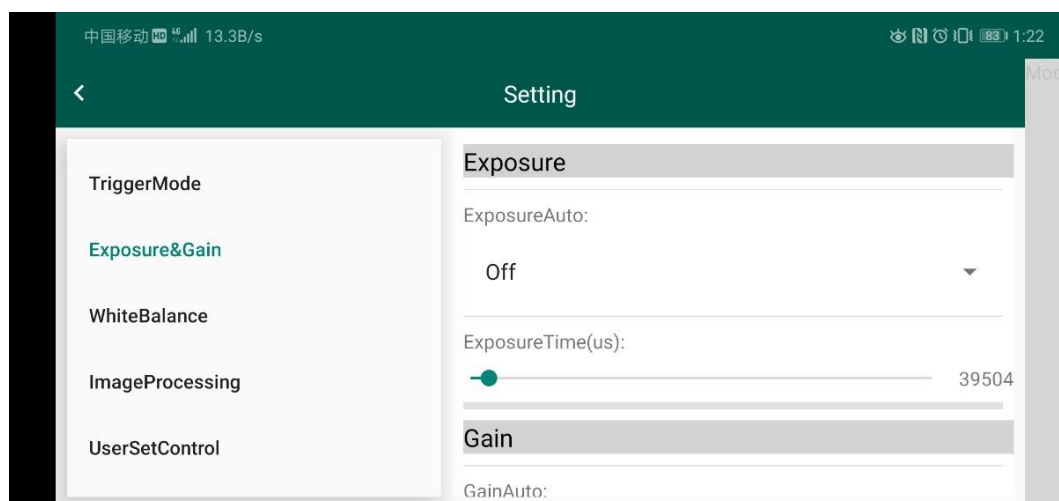 中国移动 HD 46 13.3B/s 83 1:22
Setting
TriggerMode
Exposure&Gain
WhiteBalance
ImageProcessing
UserSetControl
Exposure
ExposureAuto:
Off
ExposureTime(us):
39504
Gain
GainAuto: